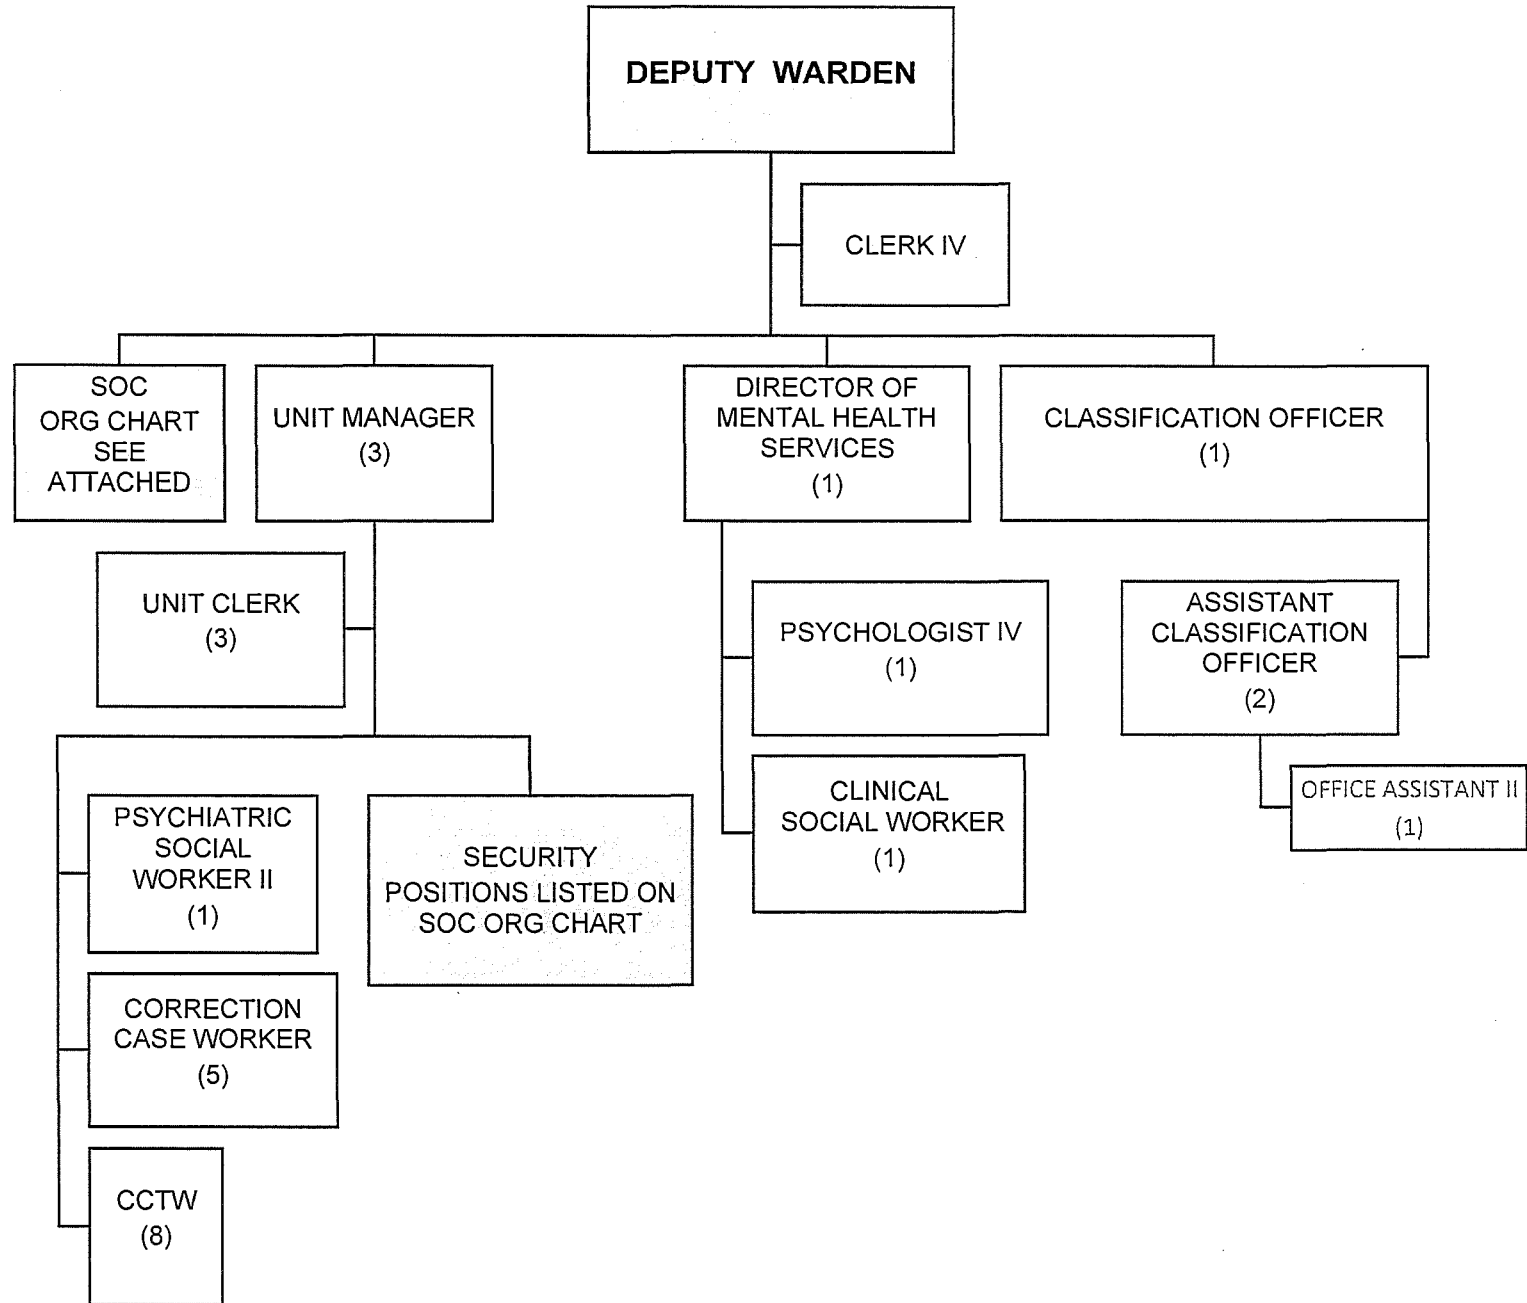 DEPUTY WARDEN
CLERK IV
SOC
ORG CHART
SEE
ATTACHED
UNIT MANAGER
(3)
DIRECTOR OF
MENTAL HEALTH
SERVICES
(1)
CLASSIFICATION OFFICER
(1)
UNIT CLERK
(3)
PSYCHOLOGIST IV
(1)
ASSISTANT
CLASSIFICATION
OFFICER
(2)
PSYCHIATRIC
SOCIAL
WORKER II
(1)
SECURITY
POSITIONS LISTED ON
SOC ORG CHART
CLINICAL
SOCIAL WORKER
(1)
OFFICE ASSISTANT II
(1)
CORRECTION
CASE WORKER
(5)
CCTW
(8)